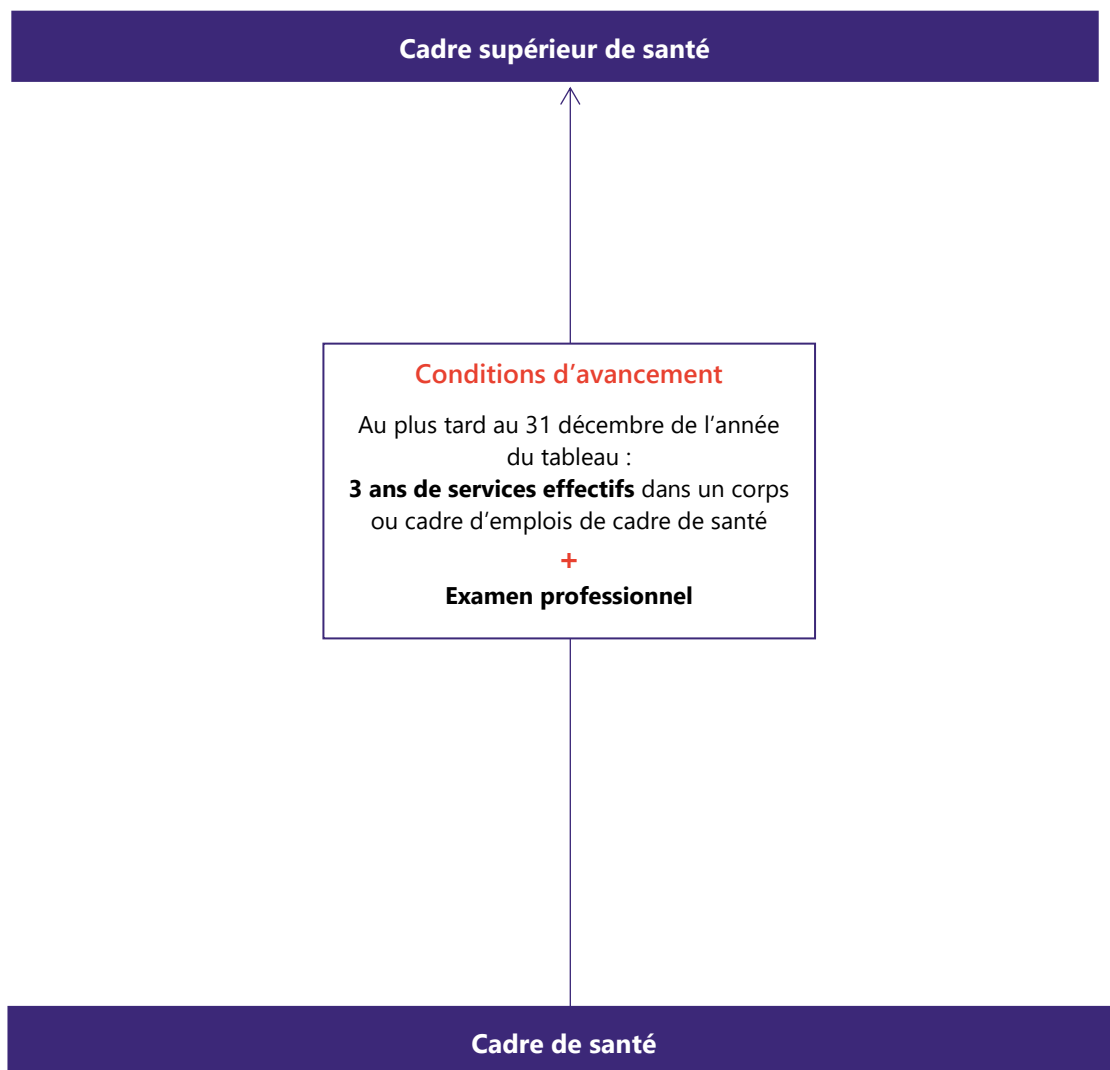 Cadre supérieur de santé
Conditions d’avancement
Au plus tard au 31 décembre de l’année
du tableau :
3 ans de services effectifs dans un corps
ou cadre d’emplois de cadre de santé
+
Examen professionnel
Cadre de santé